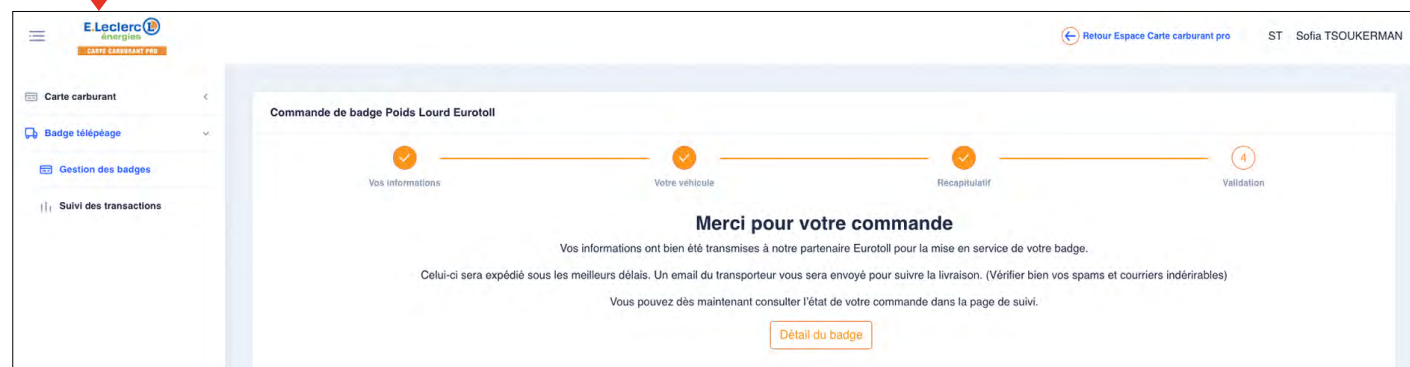 E.Leclerc
énergies
CARTE CARBURANT PRO
Retour Espace Carte carburant pro
ST Sofia TSOUKERMAN
Carte carburant
Badge télépéage
Gestion des badges
Suivi des transactions
Commande de badge Poids Lourd Eurotoll
4
Vos informations
Votre véhicule
Récapitulatif
Validation
Merci pour votre commande
Vos informations ont bien été transmises à notre partenaire Eurotoll pour la mise en service de votre badge.
Celui-ci sera expédié sous les meilleurs délais. Un email du transporteur vous sera envoyé pour suivre la livraison. (Vérifier bien vos spams et courriers indérirables)
Vous pouvez dès maintenant consulter l'état de votre commande dans la page de suivi.
Détail du badge